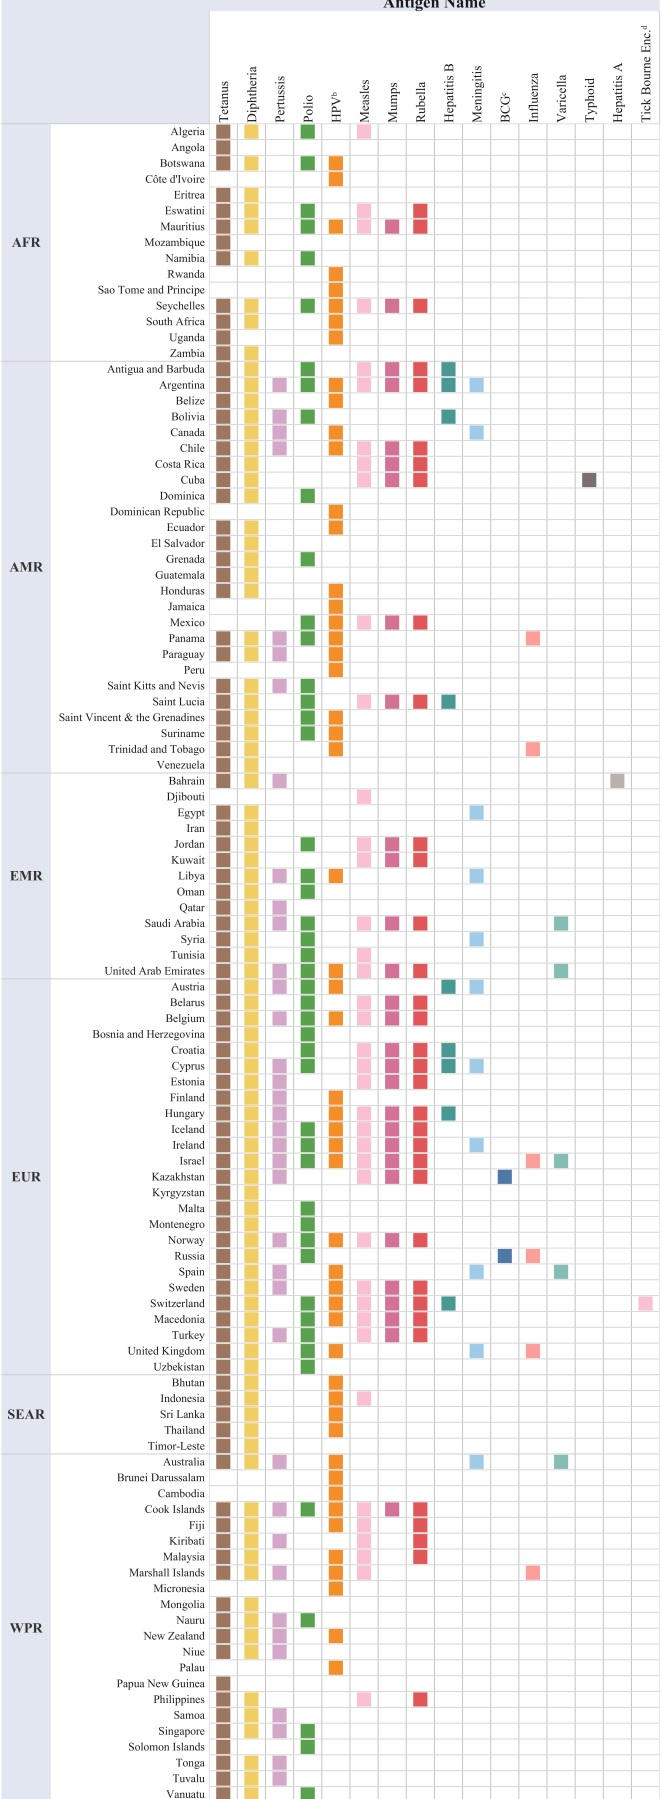 Antigen Name
Tetanus
Diphtheria
Pertussis
Polio
HPVᵇ
Measles
Mumps
Rubella
Hepatitis B
Meningitis
BCGᶜ
Influenza
Varicella
Typhoid
Hepatitis A
Tick Bourne Enc.ᵈ
AFR
Algeria
Angola
Botswana
Côte d'Ivoire
Eritrea
Eswatini
Mauritius
Mozambique
Namibia
Rwanda
Sao Tome and Principe
Seychelles
South Africa
Uganda
Zambia
AMR
Antigua and Barbuda
Argentina
Belize
Bolivia
Canada
Chile
Costa Rica
Cuba
Dominica
Dominican Republic
Ecuador
El Salvador
Grenada
Guatemala
Honduras
Jamaica
Mexico
Panama
Paraguay
Peru
Saint Kitts and Nevis
Saint Lucia
Saint Vincent & the Grenadines
Suriname
Trinidad and Tobago
Venezuela
EMR
Bahrain
Djibouti
Egypt
Iran
Jordan
Kuwait
Libya
Oman
Qatar
Saudi Arabia
Syria
Tunisia
United Arab Emirates
EUR
Austria
Belarus
Belgium
Bosnia and Herzegovina
Croatia
Cyprus
Estonia
Finland
Hungary
Iceland
Ireland
Israel
Kazakhstan
Kyrgyzstan
Malta
Montenegro
Norway
Russia
Spain
Sweden
Switzerland
Macedonia
Turkey
United Kingdom
Uzbekistan
SEAR
Bhutan
Indonesia
Sri Lanka
Thailand
Timor-Leste
WPR
Australia
Brunei Darussalam
Cambodia
Cook Islands
Fiji
Kiribati
Malaysia
Marshall Islands
Micronesia
Mongolia
Nauru
New Zealand
Niue
Palau
Papua New Guinea
Philippines
Samoa
Singapore
Solomon Islands
Tonga
Tuvalu
Vanuatu